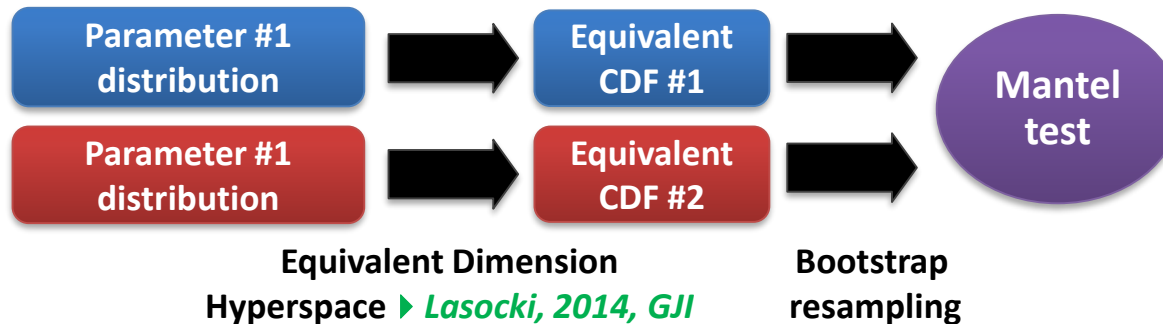 Parameter #1
distribution
Equivalent
CDF #1
Mantel
test
Parameter #1
distribution
Equivalent
CDF #2
Equivalent Dimension
Hyperspace ▶ Lasocki, 2014, GJI
Bootstrap
resampling